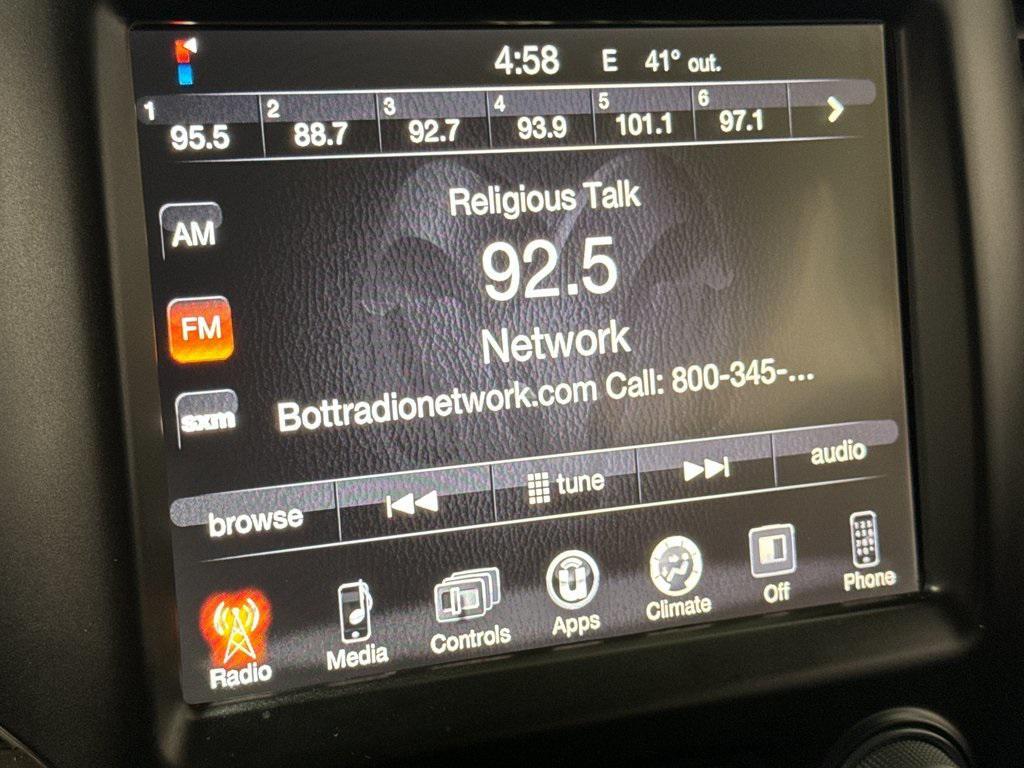 4:58 E 41° out.
1 2 3 4 5 6
95.5 88.7 92.7 93.9 101.1 97.1
Religious Talk
AM
92.5
FM
Network
Bottradionetwork.com Call: 800-345-...
sxm
browse tune audio
Radio Media Controls Apps Climate Off Phone